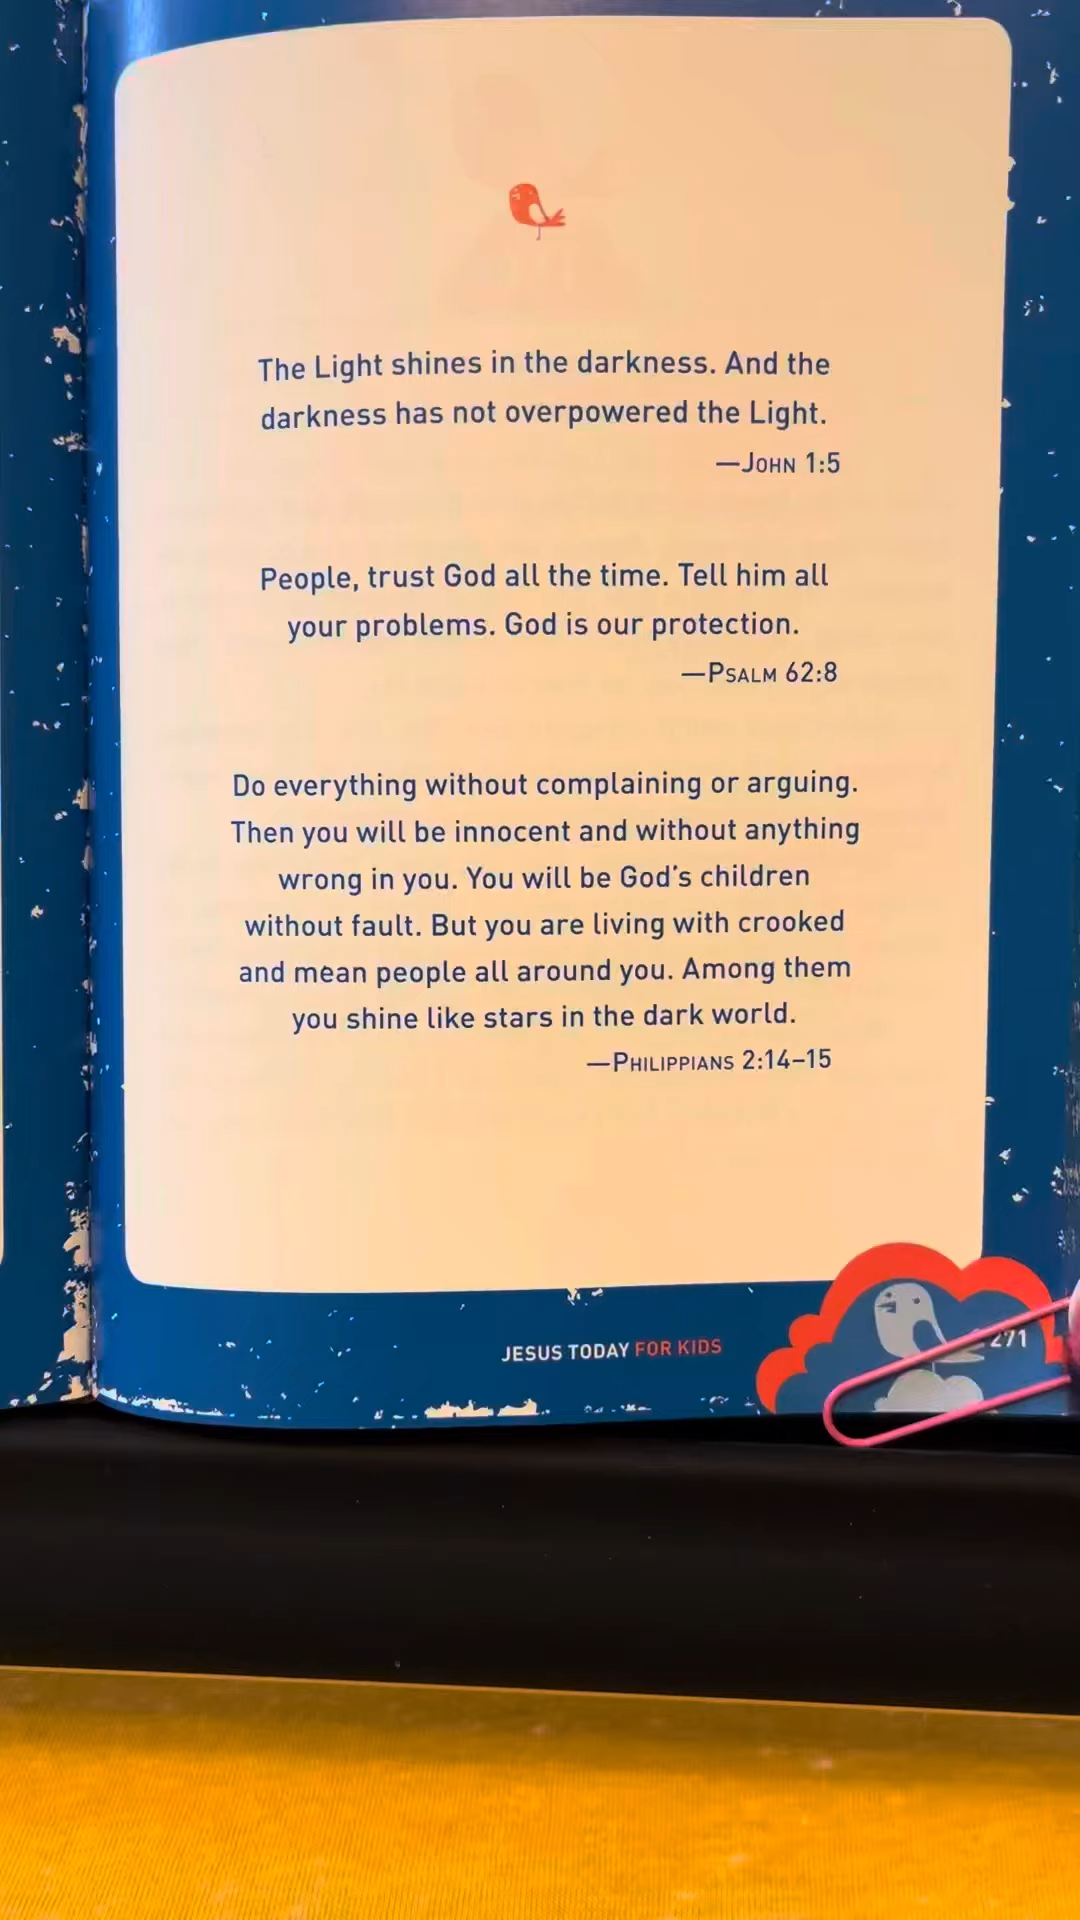 The Light shines in the darkness. And the
darkness has not overpowered the Light.
—John 1:5
People, trust God all the time. Tell him all
your problems. God is our protection.
—Psalm 62:8
Do everything without complaining or arguing.
Then you will be innocent and without anything
wrong in you. You will be God's children
without fault. But you are living with crooked
and mean people all around you. Among them
you shine like stars in the dark world.
—Philippians 2:14–15
JESUS TODAY FOR KIDS
271